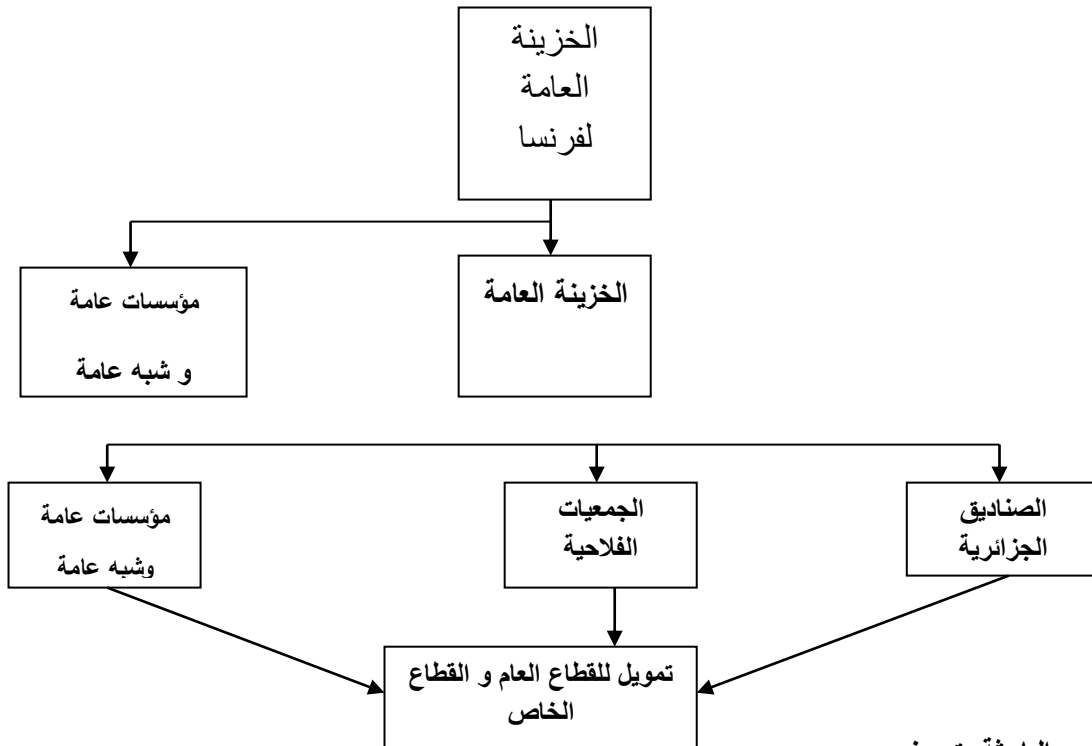 الخزينة
العامة
لفرنسا
الخزينة العامة
مؤسسات عامة
و شبه عامة
الصناديق
الجزائرية
الجمعيات
الفلاحية
مؤسسات عامة
وشبه عامة
تمويل للقطاع العام و القطاع
الخاص